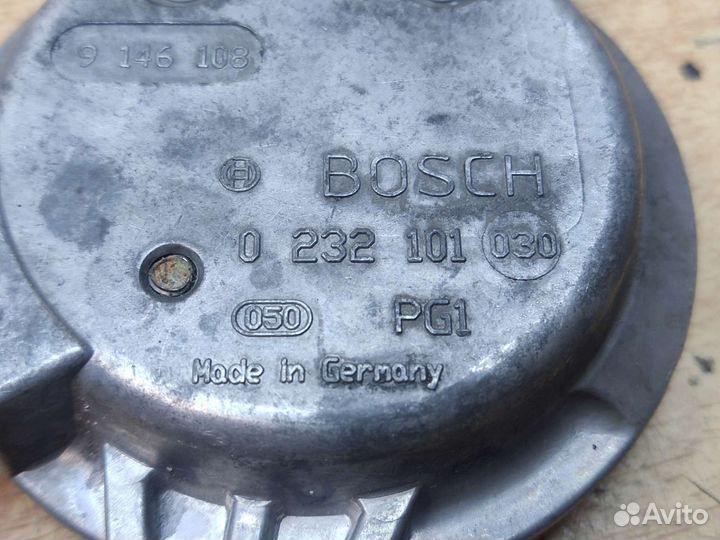 9 146 108
BOSCH
0 232 101 030
050 PG1
Made in Germany
Avito